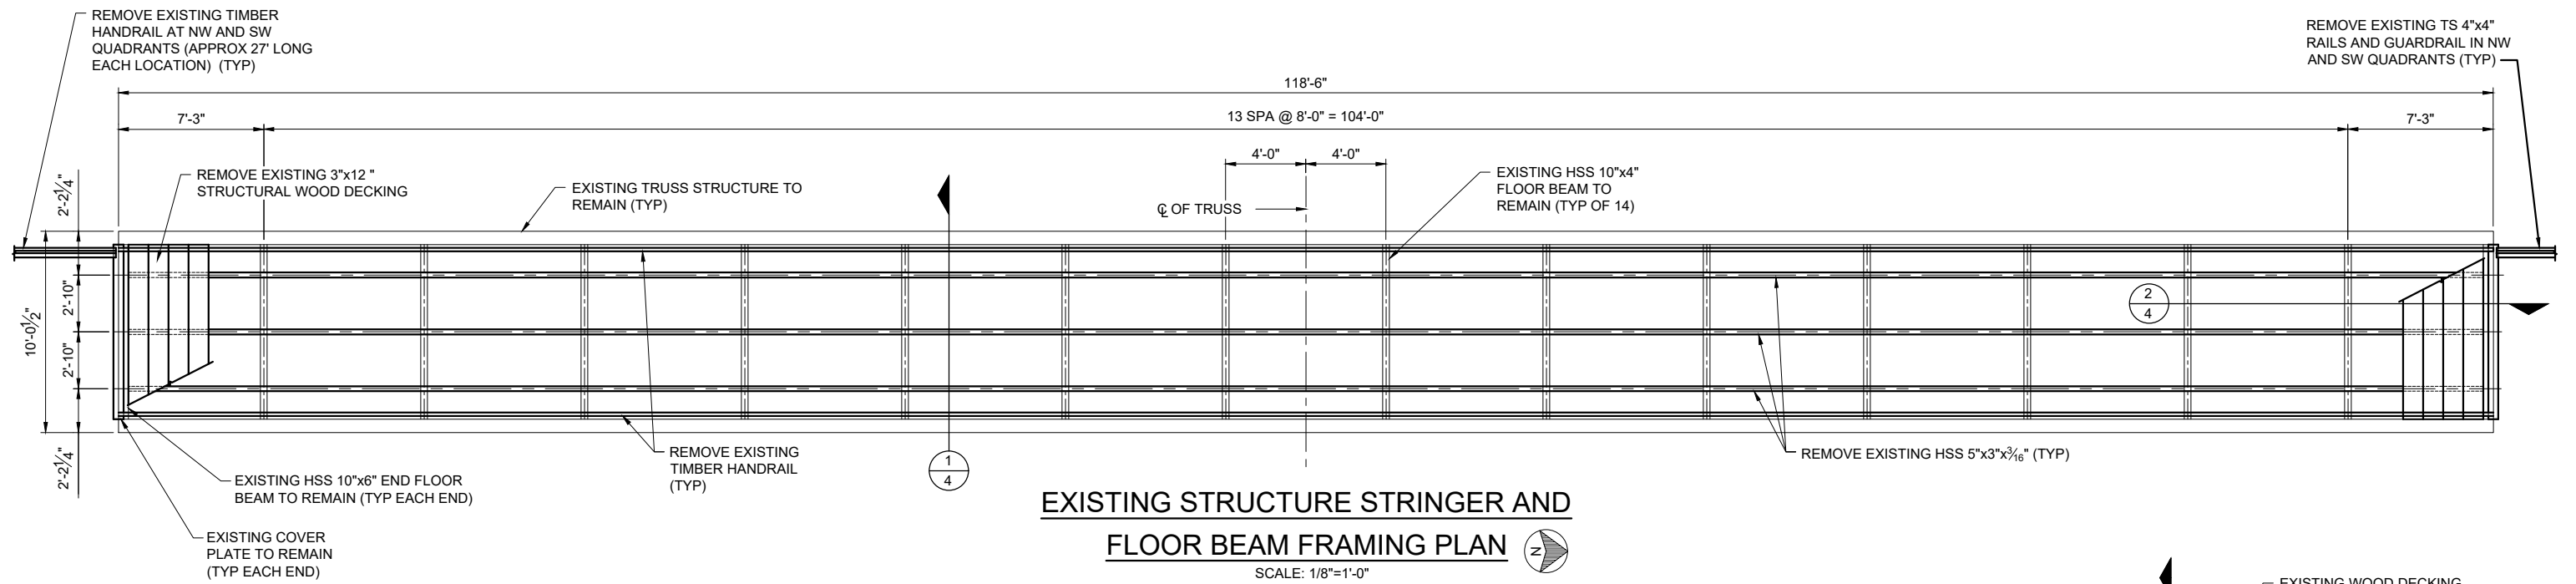 REMOVE EXISTING TIMBER
HANDRAIL AT NW AND SW
QUADRANTS (APPROX 27' LONG
EACH LOCATION) (TYP)
REMOVE EXISTING TS 4"x4"
RAILS AND GUARDRAIL IN NW
AND SW QUADRANTS (TYP)
118'-6"
7'-3"
13 SPA @ 8'-0" = 104'-0"
7'-3"
4'-0"
4'-0"
REMOVE EXISTING 3"x12 "
STRUCTURAL WOOD DECKING
EXISTING TRUSS STRUCTURE TO
REMAIN (TYP)
℄ OF TRUSS
EXISTING HSS 10"x4"
FLOOR BEAM TO
REMAIN (TYP OF 14)
2'-2¼"
2'-10"
10'-0½"
2'-10"
2'-2¼"
2
4
1
4
REMOVE EXISTING
TIMBER HANDRAIL
(TYP)
REMOVE EXISTING HSS 5"x3"x3⁄16" (TYP)
EXISTING HSS 10"x6" END FLOOR
BEAM TO REMAIN (TYP EACH END)
EXISTING COVER
PLATE TO REMAIN
(TYP EACH END)
EXISTING STRUCTURE STRINGER AND
FLOOR BEAM FRAMING PLAN
N
SCALE: 1/8"=1'-0"
EXISTING WOOD DECKING